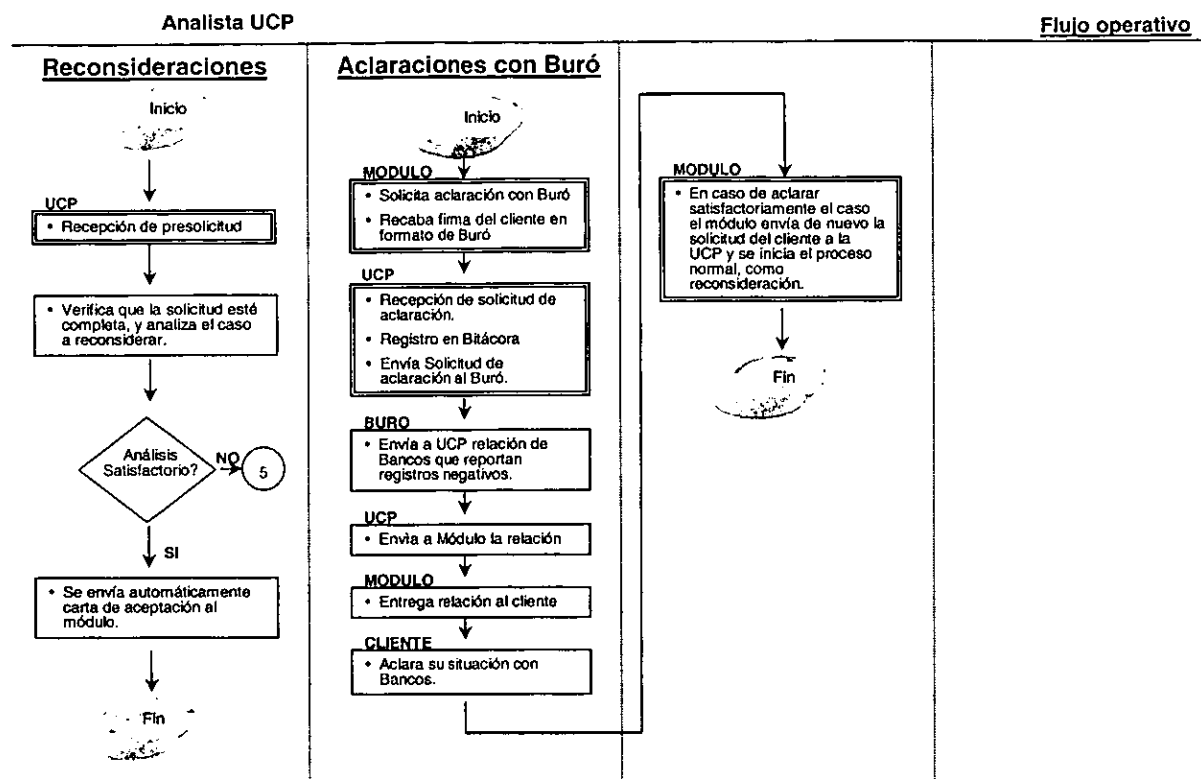 Analista UCP
Flujo operativo
Reconsideraciones
Inicio
UCP
• Recepción de presolicitud
• Verifica que la solicitud esté
completa, y analiza el caso
a reconsiderar.
Análisis
Satisfactorio?
NO
5
SI
• Se envía automáticamente
carta de aceptación al
módulo.
Fin
Aclaraciones con Buró
Inicio
MODULO
• Solicita aclaración con Buró
• Recaba firma del cliente en
formato de Buró
UCP
• Recepción de solicitud de
aclaración.
• Registro en Bitácora
• Envía Solicitud de
aclaración al Buró.
BURO
• Envía a UCP relación de
Bancos que reportan
registros negativos.
UCP
• Envía a Módulo la relación
MODULO
• Entrega relación al cliente
CLIENTE
• Aclara su situación con
Bancos.
MODULO
• En caso de aclarar
satisfactoriamente el caso
el módulo envía de nuevo la
solicitud del cliente a la
UCP y se inicia el proceso
normal, como
reconsideración.
Fin